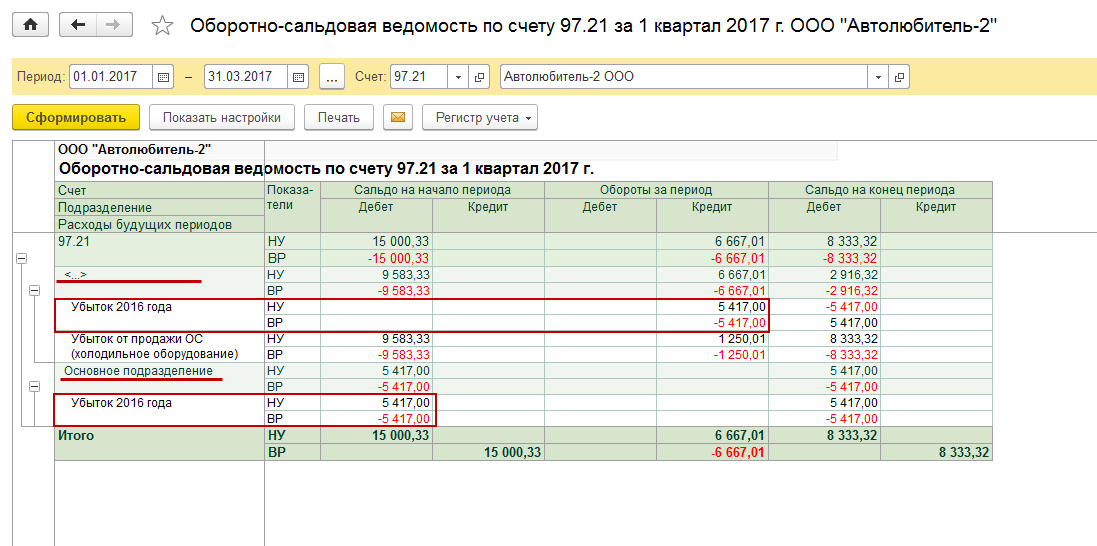 Оборотно-сальдовая ведомость по счету 97.21 за 1 квартал 2017 г. ООО "Автолюбитель-2"
Период: 01.01.2017 – 31.03.2017 ... Счет: 97.21 Автолюбитель-2 ООО
Сформировать Показать настройки Печать Регистр учета
ООО "Автолюбитель-2"
Оборотно-сальдовая ведомость по счету 97.21 за 1 квартал 2017 г.
Счет Показа- Сальдо на начало периода Обороты за период Сальдо на конец периода
Подразделение тели Дебет Кредит Дебет Кредит Дебет Кредит
Расходы будущих периодов
97.21 НУ 15 000,33 6 667,01 8 333,32
ВР -15 000,33 -6 667,01 -8 333,32
<...> НУ 9 583,33 6 667,01 2 916,32
ВР -9 583,33 -6 667,01 -2 916,32
Убыток 2016 года НУ 5 417,00 -5 417,00
ВР -5 417,00 5 417,00
Убыток от продажи ОС НУ 9 583,33 1 250,01 8 333,32
(холодильное оборудование) ВР -9 583,33 -1 250,01 -8 333,32
Основное подразделение НУ 5 417,00 5 417,00
ВР -5 417,00 -5 417,00
Убыток 2016 года НУ 5 417,00 5 417,00
ВР -5 417,00 -5 417,00
Итого НУ 15 000,33 6 667,01 8 333,32
ВР 15 000,33 -6 667,01 8 333,32